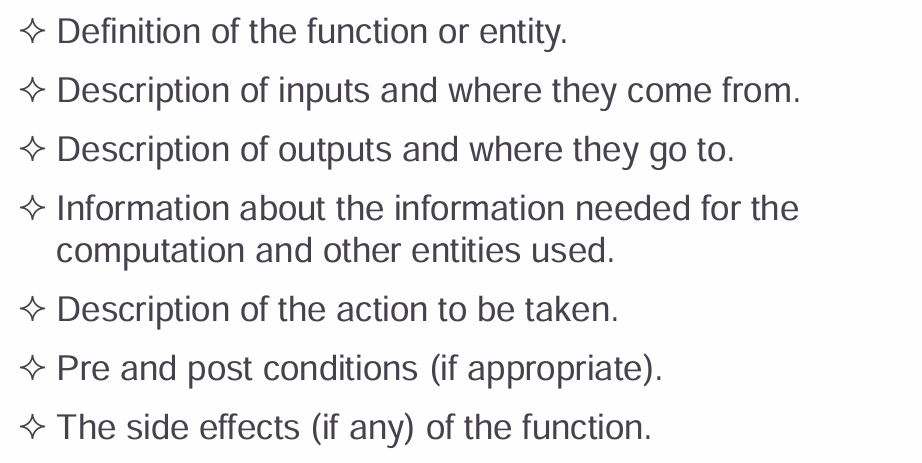 ✧ Definition of the function or entity.
✧ Description of inputs and where they come from.
✧ Description of outputs and where they go to.
✧ Information about the information needed for the
computation and other entities used.
✧ Description of the action to be taken.
✧ Pre and post conditions (if appropriate).
✧ The side effects (if any) of the function.